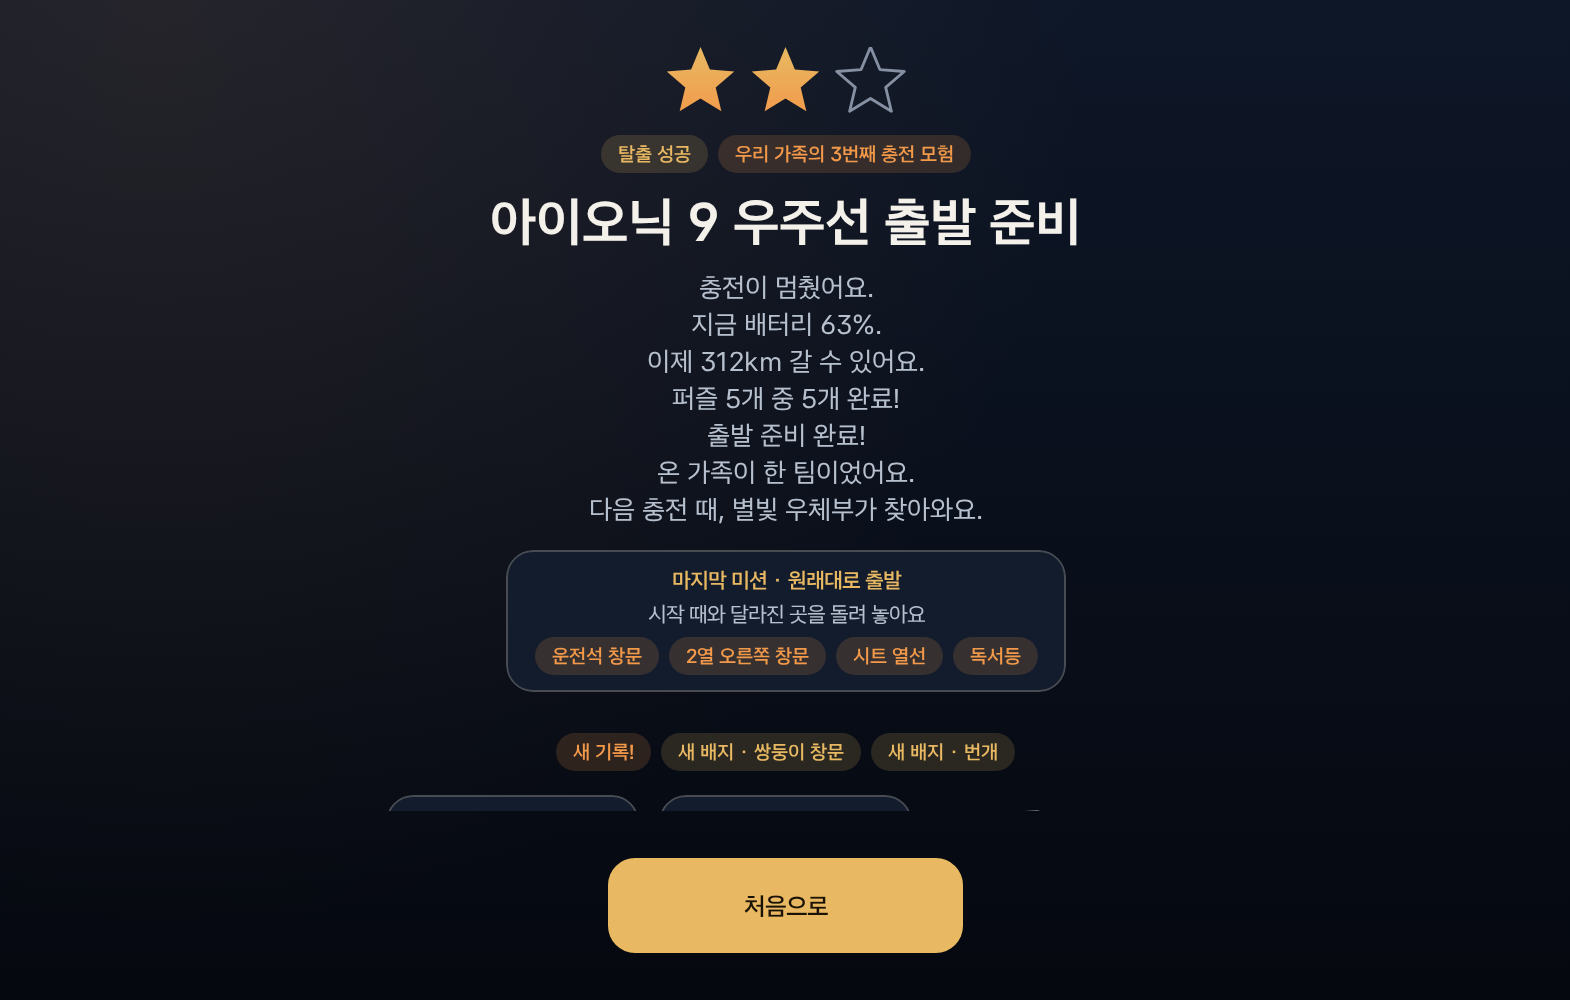 탈출 성공 우리 가족의 3번째 충전 모험
아이오닉 9 우주선 출발 준비
충전이 멈췄어요.
지금 배터리 63%.
이제 312km 갈 수 있어요.
퍼즐 5개 중 5개 완료!
출발 준비 완료!
온 가족이 한 팀이었어요.
다음 충전 때, 별빛 우체부가 찾아와요.
마지막 미션 · 원래대로 출발
시작 때와 달라진 곳을 돌려 놓아요
운전석 창문 2열 오른쪽 창문 시트 열선 독서등
새 기록! 새 배지 · 쌍둥이 창문 새 배지 · 번개
처음으로